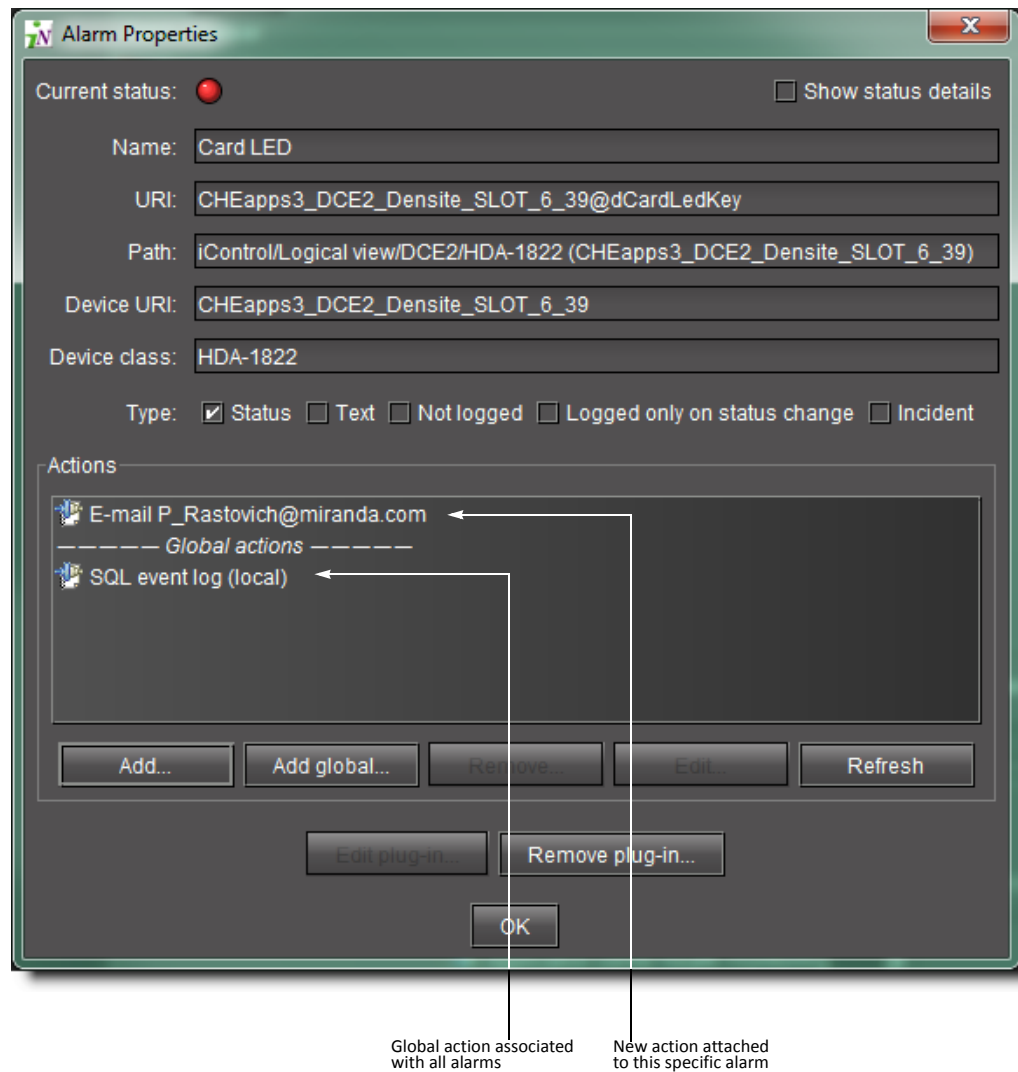 iN Alarm Properties
X
Current status: Show status details
Name: Card LED
URI: CHEapps3_DCE2_Densite_SLOT_6_39@dCardLedKey
Path: iControl/Logical view/DCE2/HDA-1822 (CHEapps3_DCE2_Densite_SLOT_6_39)
Device URI: CHEapps3_DCE2_Densite_SLOT_6_39
Device class: HDA-1822
Type: Status Text Not logged Logged only on status change Incident
Actions
E-mail P_Rastovich@miranda.com
————— Global actions —————
SQL event log (local)
Add... Add global... Remove... Edit... Refresh
Edit plug-in... Remove plug-in...
OK
Global action associated
with all alarms
New action attached
to this specific alarm